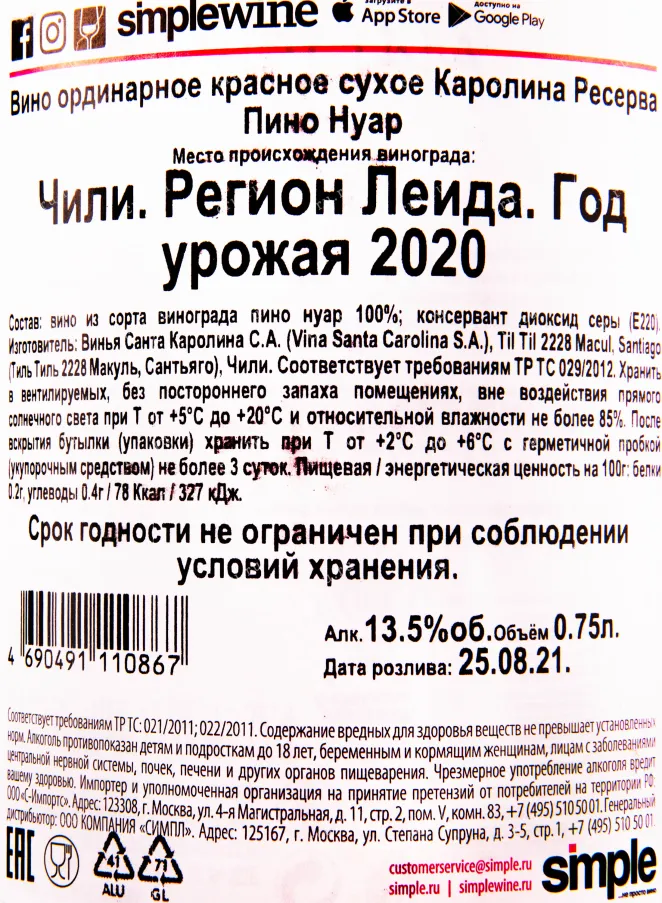 simplewine загрузите в App Store доступно на Google Play
Вино ординарное красное сухое Каролина Ресерва
Пино Нуар
Место происхождения винограда:
Чили. Регион Леида. Год
урожая 2020
Состав: вино из сорта винограда пино нуар 100%; консервант диоксид серы (Е220).
Изготовитель: Винья Санта Каролина С.А. (Vina Santa Carolina S.A.), Til Til 2228 Macul, Santiago
(Тиль Тиль 2228 Макуль, Сантьяго), Чили. Соответствует требованиям ТР ТС 029/2012. Хранить
в вентилируемых, без постороннего запаха помещениях, вне воздействия прямого
солнечного света при Т от +5°С до +20°С и относительной влажности не более 85%. После
вскрытия бутылки (упаковки) хранить при Т от +2°С до +6°С с герметичной пробкой
(укупорочным средством) не более 3 суток. Пищевая / энергетическая ценность на 100г: белки
0.2г, углеводы 0.4г / 78 Ккал / 327 кДж.
Срок годности не ограничен при соблюдении
условий хранения.
4 690491 110867
Алк. 13.5%об. Объём 0.75л.
Дата розлива: 25.08.21.
Соответствует требованиям ТР ТС: 021/2011; 022/2011. Содержание вредных для здоровья веществ не превышает установленных
норм. Алкоголь противопоказан детям и подросткам до 18 лет, беременным и кормящим женщинам, лицам с заболеваниями
центральной нервной системы, почек, печени и других органов пищеварения. Чрезмерное употребление алкоголя вредит
вашему здоровью. Импортер и уполномоченная организация на принятие претензий от потребителей на территории РФ:
ООО «С-Импортс». Адрес: 123308, г. Москва, ул. 4-я Магистральная, д. 11, стр. 2, пом. V, комн. 83, +7 (495) 510 50 01. Генеральный
дистрибьютор: ООО КОМПАНИЯ «СИМПЛ». Адрес: 125167, г. Москва, ул. Степана Супруна, д. 3-5, стр. 1, +7 (495) 510 50 01.
EAC
41
ALU
71
GL
customerservice@simple.ru
simple.ru | simplewine.ru
simple
...не просто вино